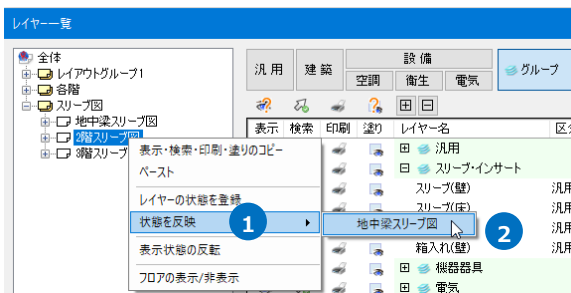 レイヤー一覧
全体
レイアウトグループ1
各階
スリーブ図
地中梁スリーブ図
2階スリーブ図
3階スリーブ
表示・検索・印刷・塗りのコピー
ペースト
レイヤーの状態を登録
状態を反映
1
表示状態の反転
フロアの表示/非表示
地中梁スリーブ図
2
汎用
建築
設備
空調
衛生
電気
グループ
表示 検索 印刷 塗り レイヤー名
汎用
スリーブ・インサート
スリーブ(壁) 汎用
スリーブ(床) 汎用
汎用
箱入れ(壁) 汎用
機器器具
電気